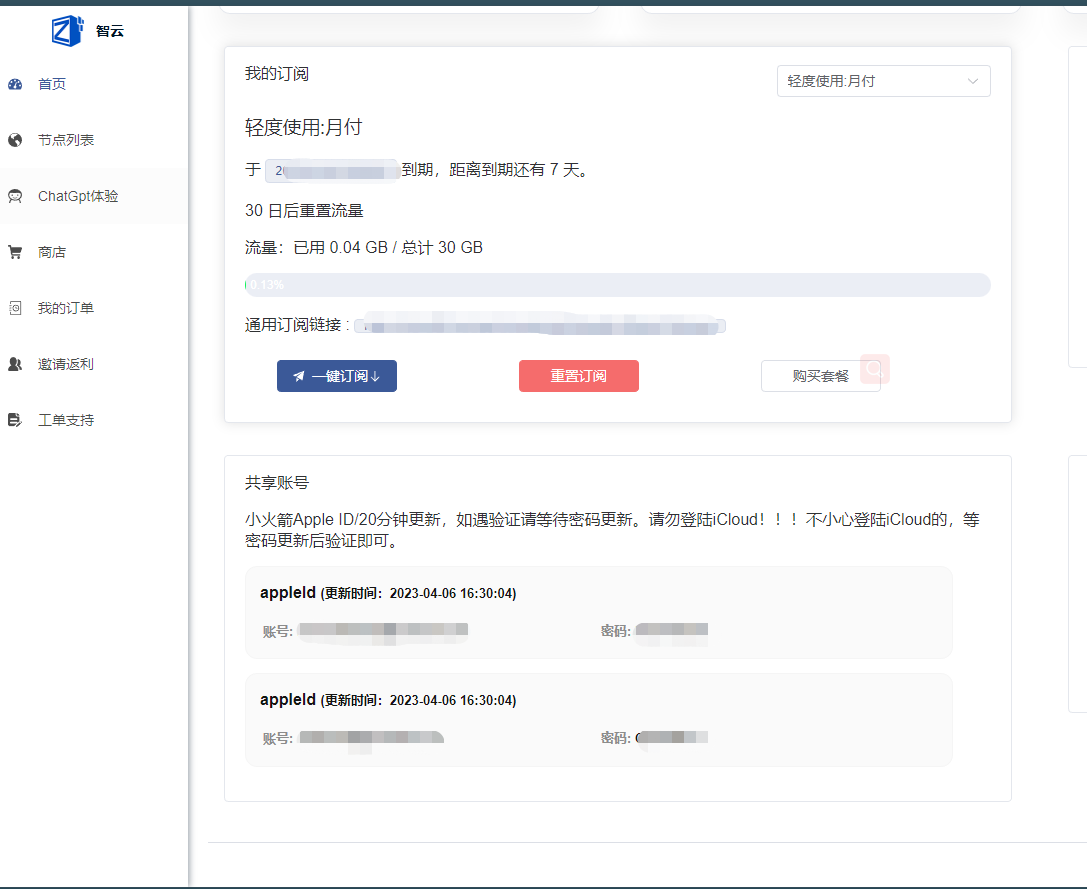 智云
首页
节点列表
ChatGpt体验
商店
我的订单
邀请返利
工单支持
我的订阅
轻度使用:月付
轻度使用:月付
于 到期，距离到期还有 7 天。
30 日后重置流量
流量：已用 0.04 GB / 总计 30 GB
0.13%
通用订阅链接 :
一键订阅↓
重置订阅
购买套餐
共享账号
小火箭Apple ID/20分钟更新，如遇验证请等待密码更新。请勿登陆iCloud！！！不小心登陆iCloud的，等
密码更新后验证即可。
appleId (更新时间：2023-04-06 16:30:04)
账号:
密码:
appleId (更新时间：2023-04-06 16:30:04)
账号:
密码: